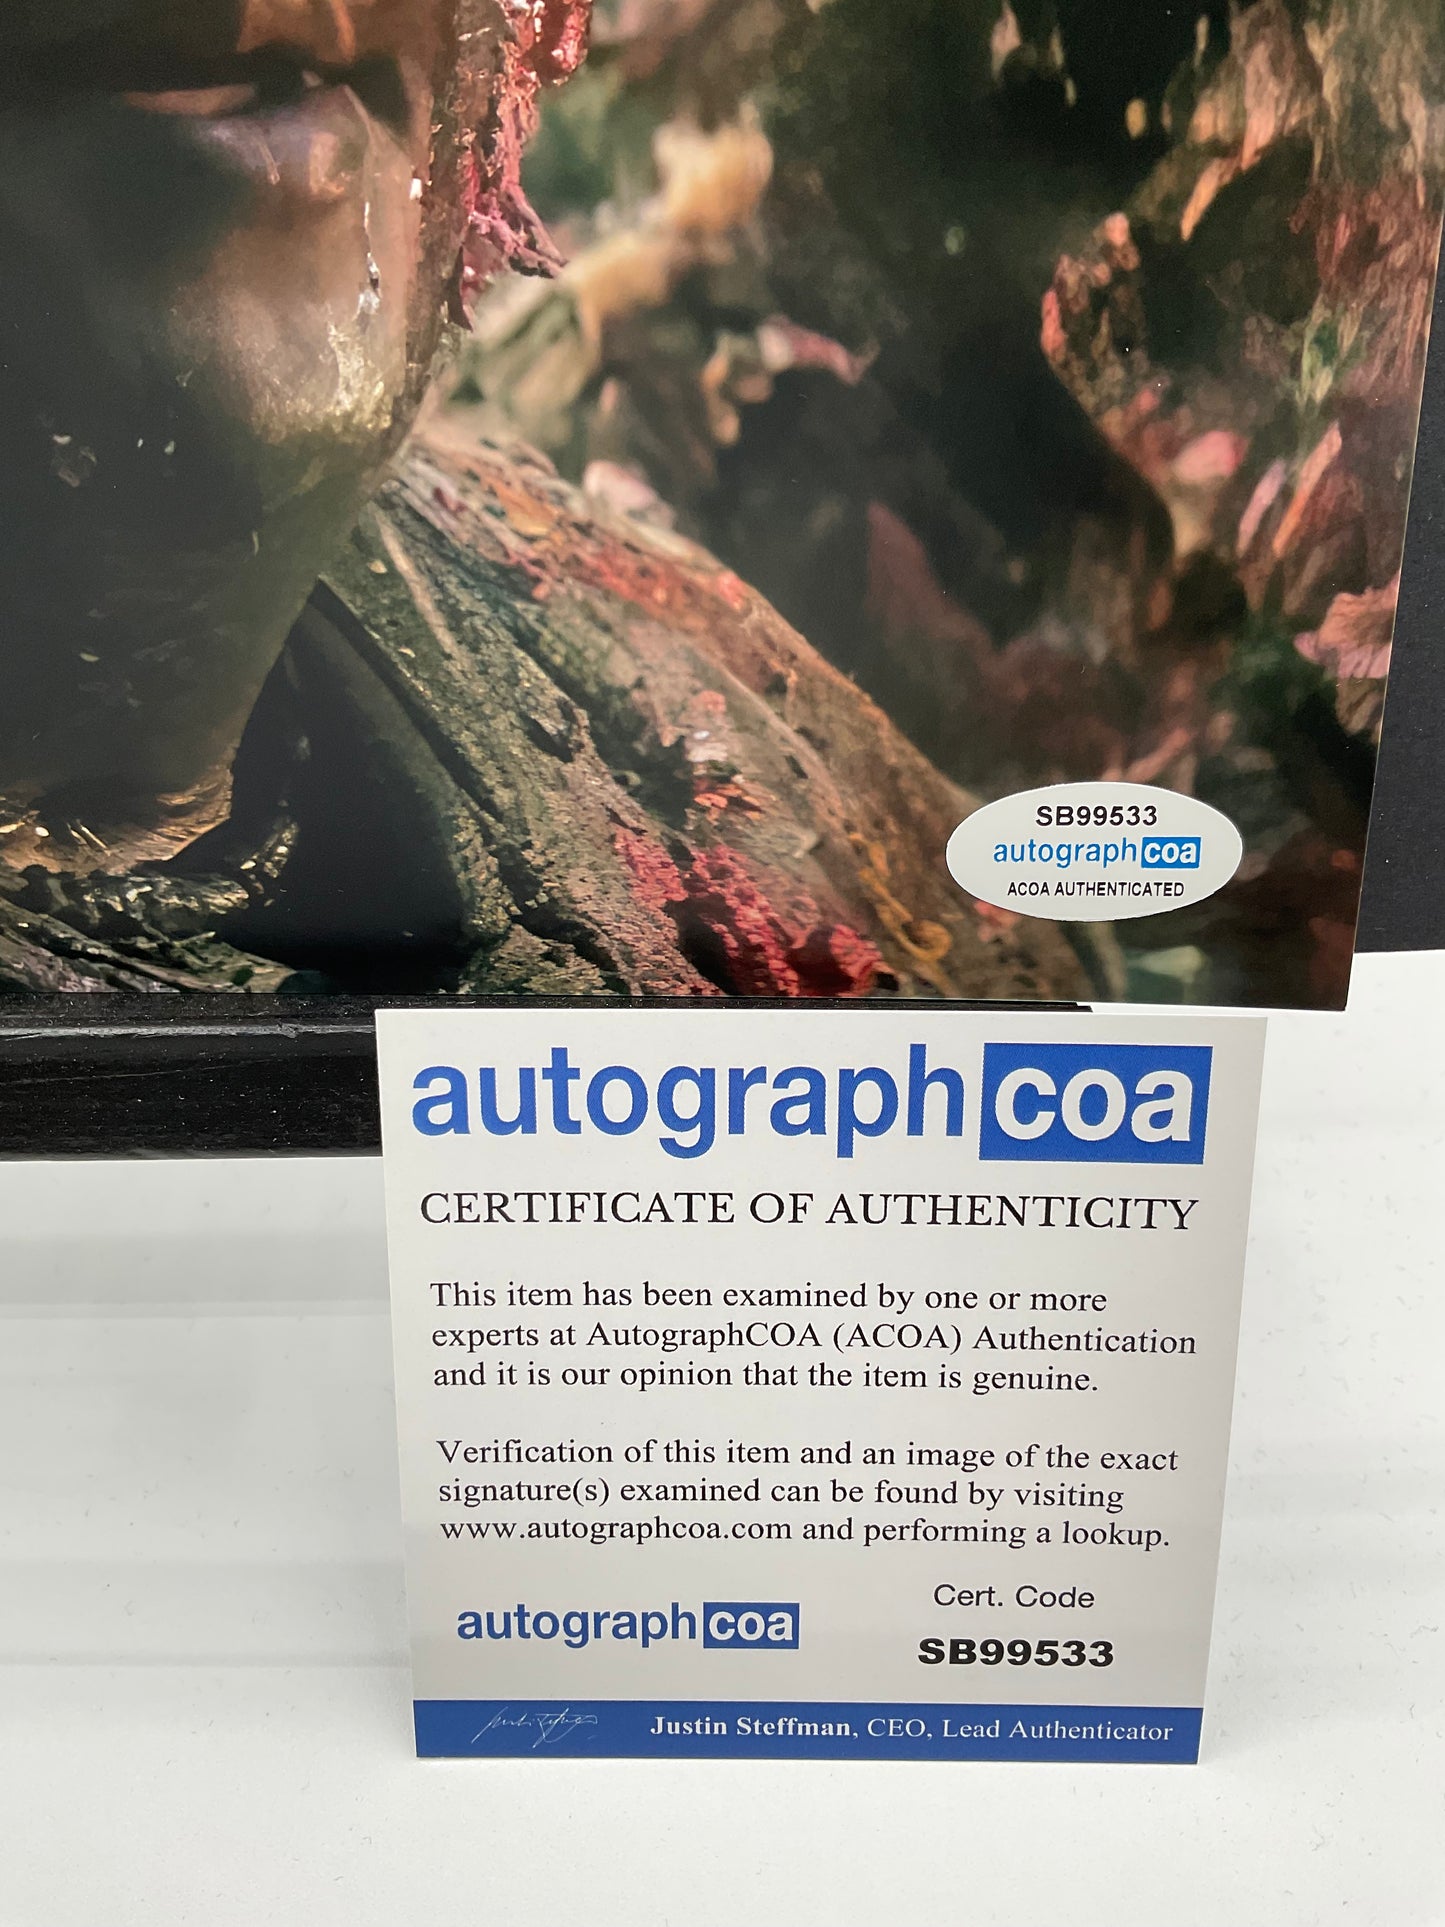 SB99533
autographcoa
ACOA AUTHENTICATED
autographcoa
CERTIFICATE OF AUTHENTICITY
This item has been examined by one or more
experts at AutographCOA (ACOA) Authentication
and it is our opinion that the item is genuine.
Verification of this item and an image of the exact
signature(s) examined can be found by visiting
www.autographcoa.com and performing a lookup.
Cert. Code
autographcoa
SB99533
Justin Steffman, CEO, Lead Authenticator